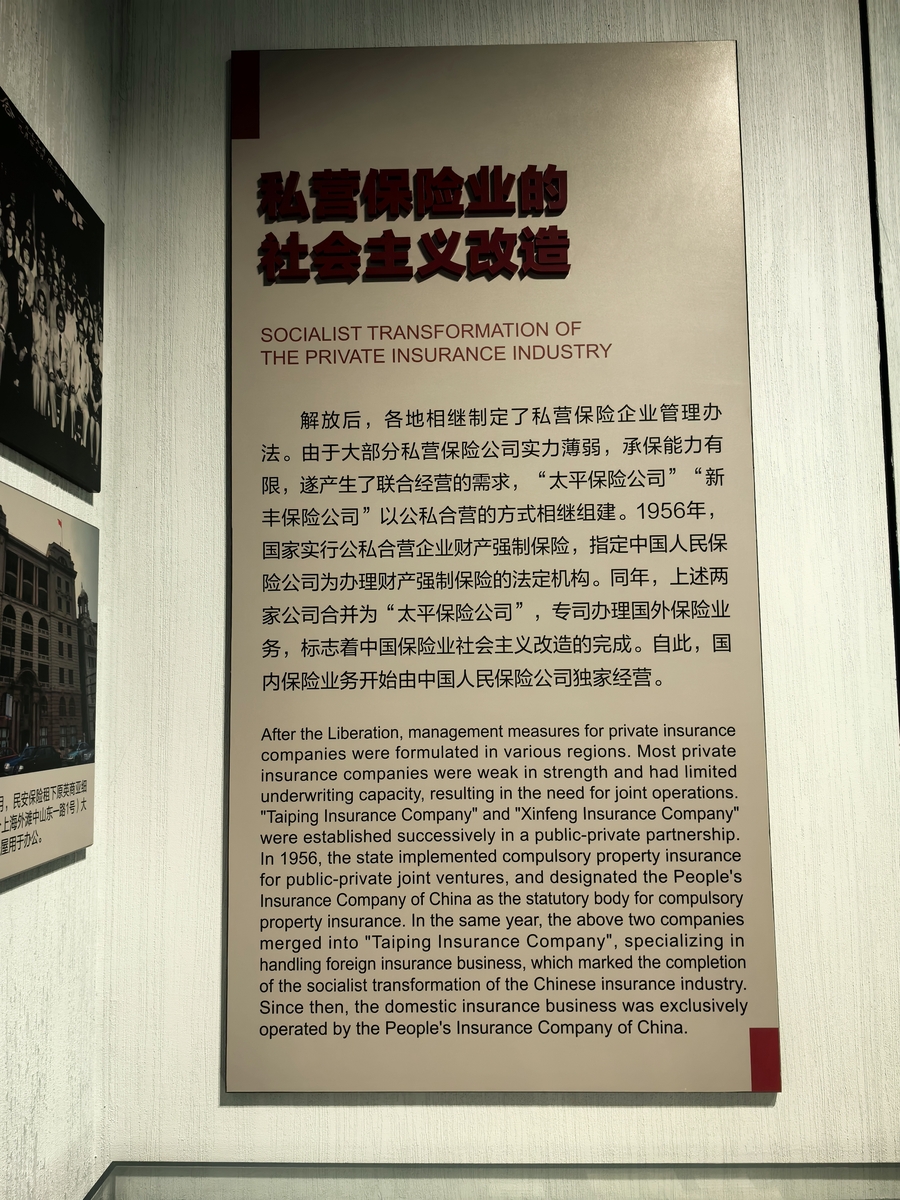 私营保险业的
社会主义改造
SOCIALIST TRANSFORMATION OF
THE PRIVATE INSURANCE INDUSTRY
解放后，各地相继制定了私营保险企业管理办
法。由于大部分私营保险公司实力薄弱，承保能力有
限，遂产生了联合经营的需求，“太平保险公司”“新
丰保险公司”以公私合营的方式相继组建。1956年，
国家实行公私合营企业财产强制保险，指定中国人民保
险公司为办理财产强制保险的法定机构。同年，上述两
家公司合并为“太平保险公司”，专司办理国外保险业
务，标志着中国保险业社会主义改造的完成。自此，国
内保险业务开始由中国人民保险公司独家经营。
After the Liberation, management measures for private insurance
companies were formulated in various regions. Most private
insurance companies were weak in strength and had limited
underwriting capacity, resulting in the need for joint operations.
"Taiping Insurance Company" and "Xinfeng Insurance Company"
were established successively in a public-private partnership.
In 1956, the state implemented compulsory property insurance
for public-private joint ventures, and designated the People's
Insurance Company of China as the statutory body for compulsory
property insurance. In the same year, the above two companies
merged into "Taiping Insurance Company", specializing in
handling foreign insurance business, which marked the completion
of the socialist transformation of the Chinese insurance industry.
Since then, the domestic insurance business was exclusively
operated by the People's Insurance Company of China.
月，民安保险租下原英商亚细
上海外滩中山东一路1号）大
屋用于办公。